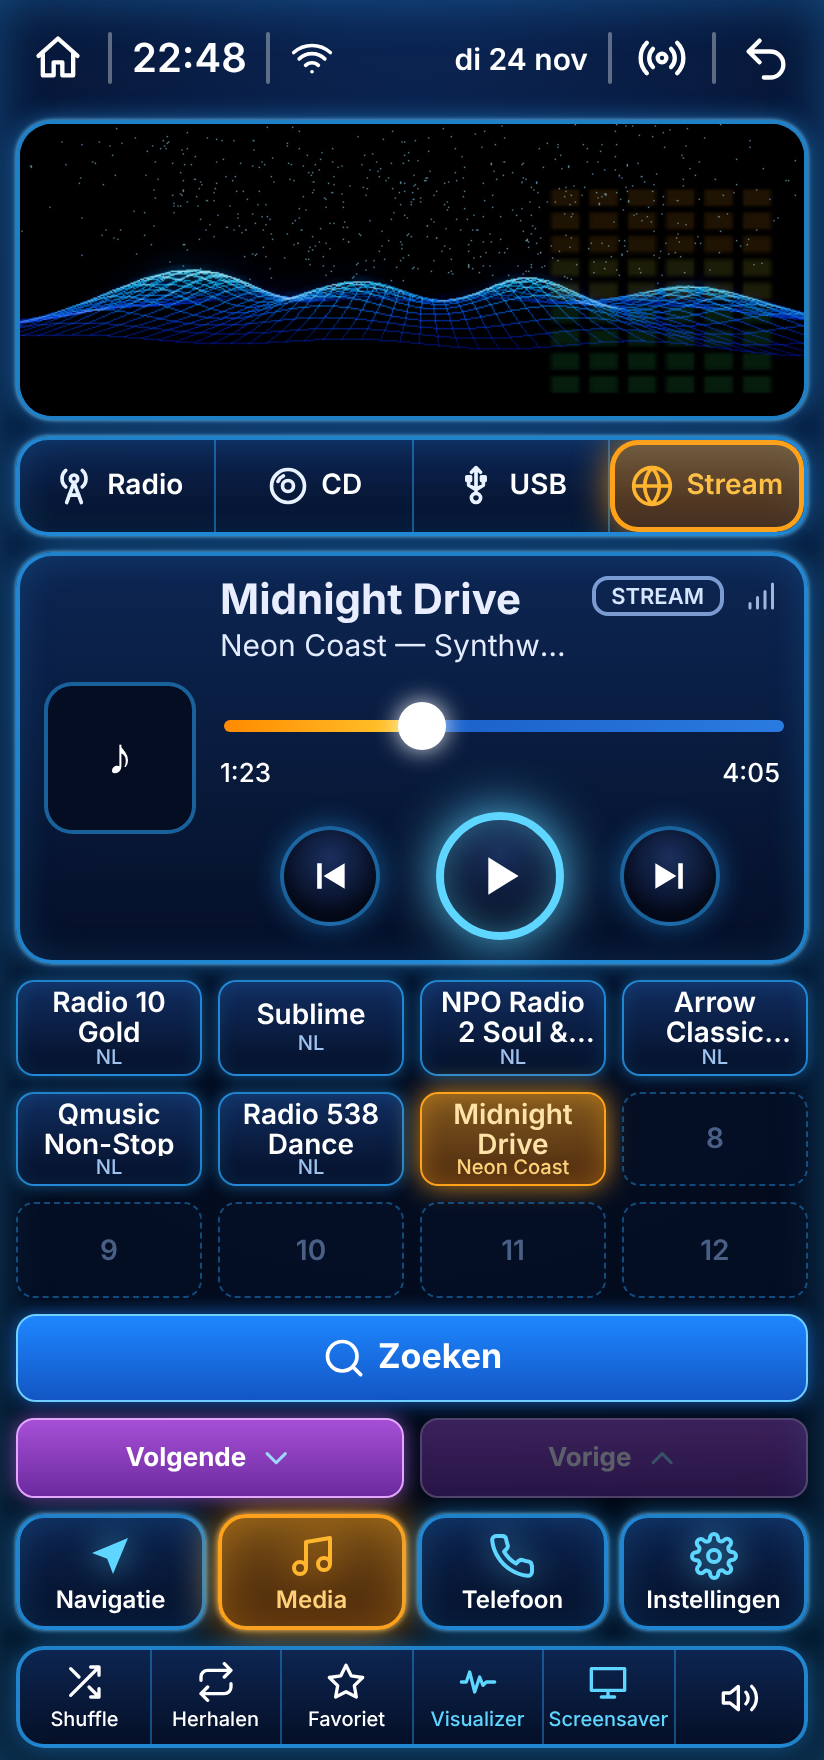 22:48
di 24 nov
Radio
CD
USB
Stream
Midnight Drive
STREAM
Neon Coast — Synthw...
1:23
4:05
Radio 10
Gold
NL
Sublime
NL
NPO Radio
2 Soul &...
NL
Arrow
Classic...
NL
Qmusic
Non-Stop
NL
Radio 538
Dance
NL
Midnight
Drive
Neon Coast
8
9
10
11
12
Zoeken
Volgende
Vorige
Navigatie
Media
Telefoon
Instellingen
Shuffle
Herhalen
Favoriet
Visualizer
Screensaver